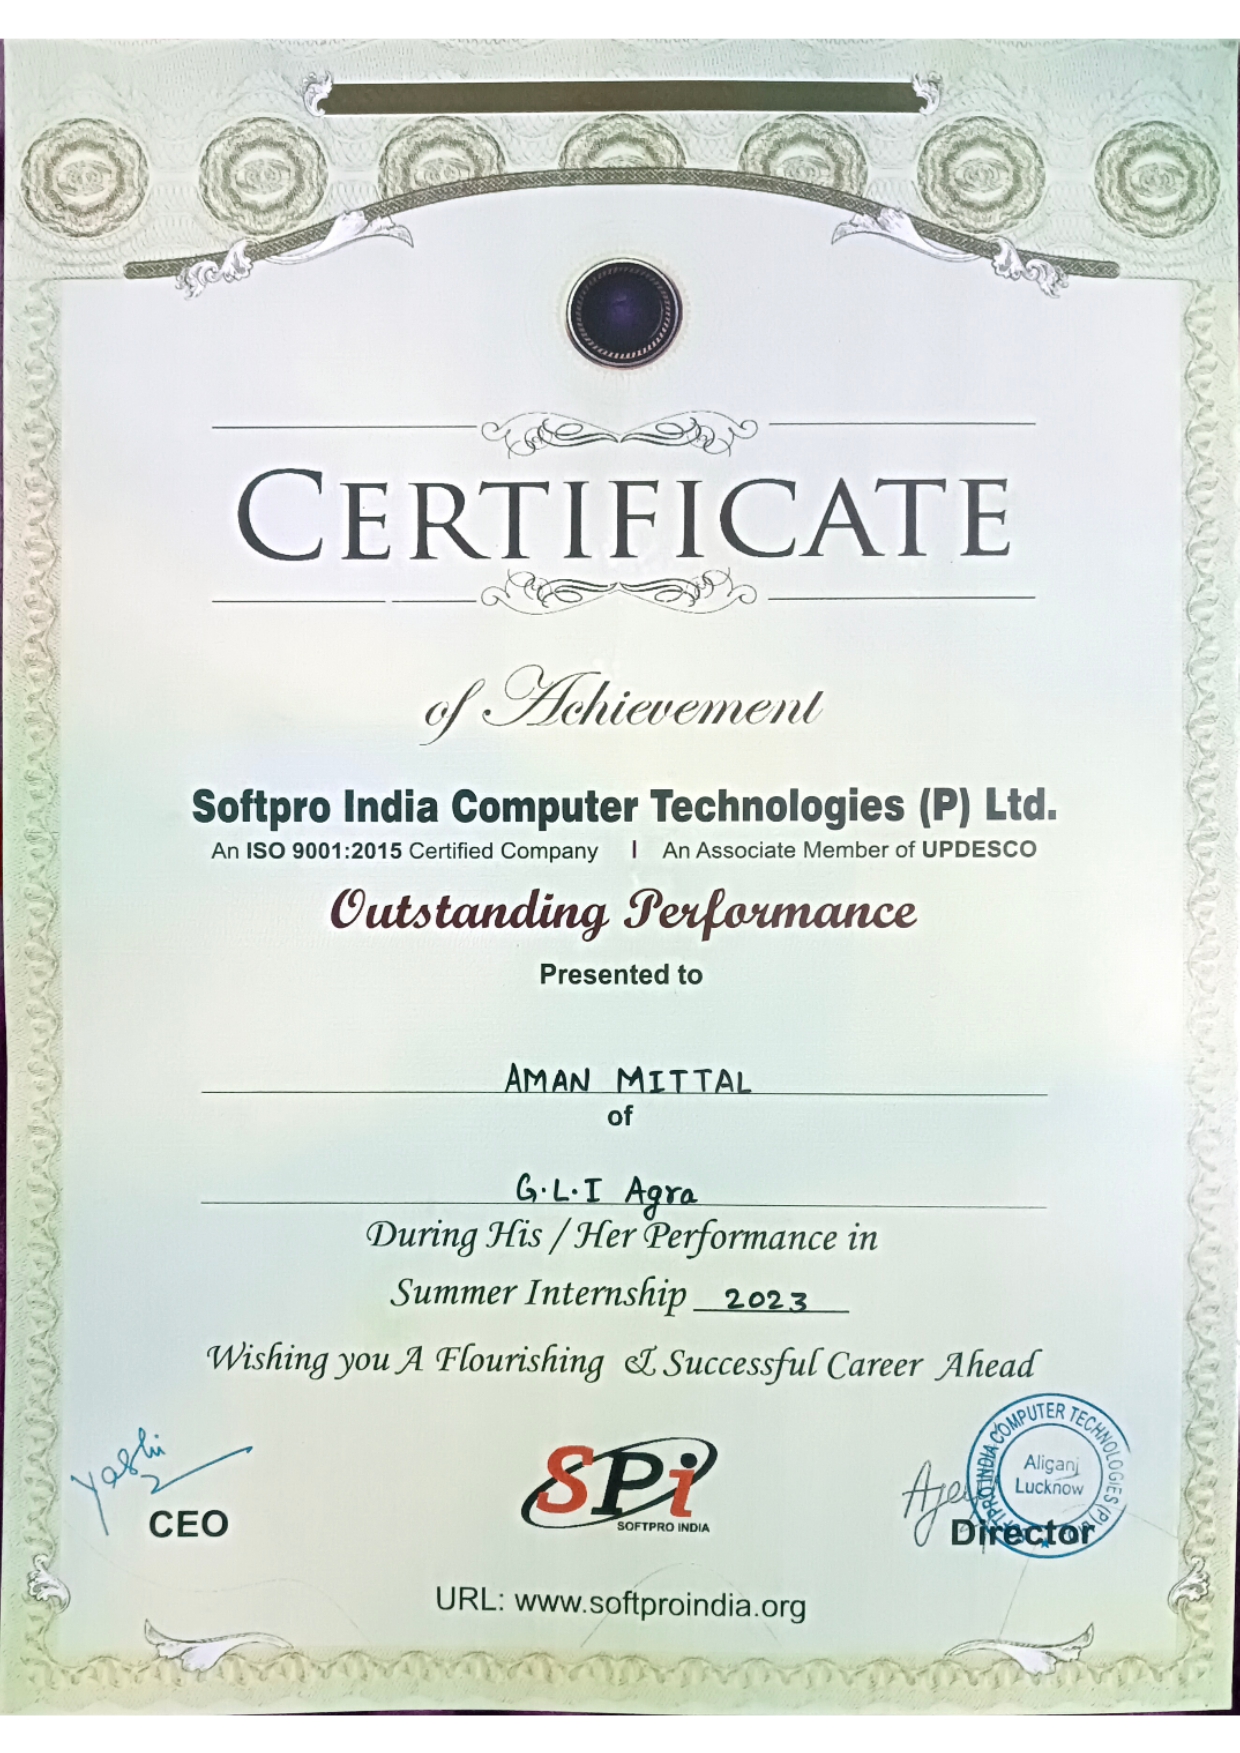 CERTIFICATE
of Achievement
Softpro India Computer Technologies (P) Ltd.
An ISO 9001:2015 Certified Company | An Associate Member of UPDESCO
Outstanding Performance
Presented to
AMAN MITTAL
of
G.L.I Agra
During His / Her Performance in
Summer Internship 2023
Wishing you A Flourishing & Successful Career Ahead
Yashi
CEO
SPi
SOFTPRO INDIA
SOFTPRO INDIA COMPUTER TECHNOLOGIES (P)
Aliganj
Lucknow
Director
URL: www.softproindia.org